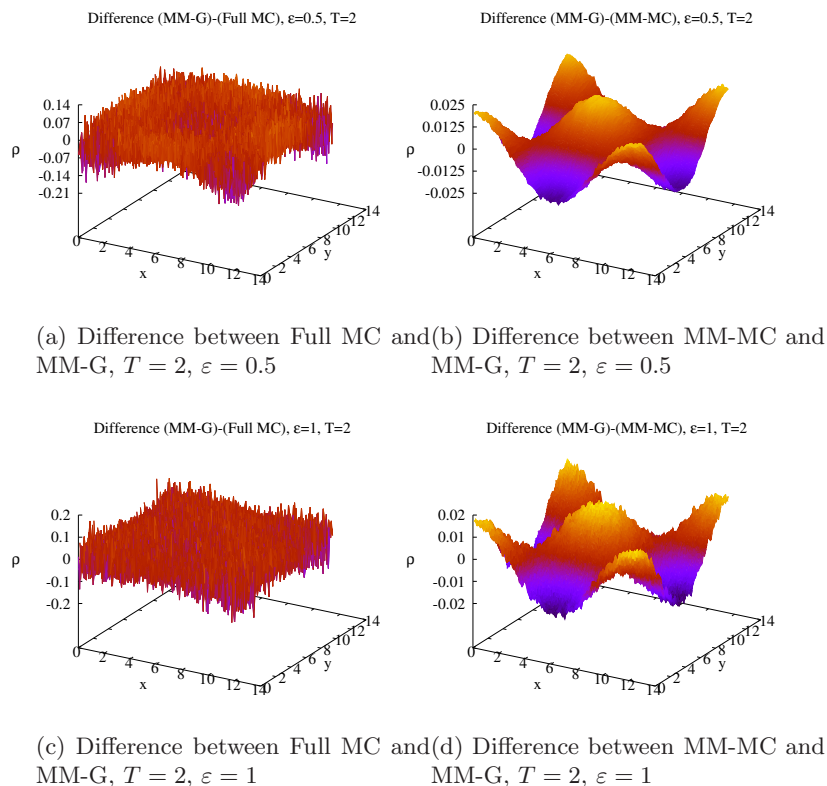 Difference (MM-G)-(Full MC), ε=0.5, T=2
0.14
0.07
0
-0.07
-0.14
-0.21
ρ
0 2 4 6 8 10 12 14
x
0 2 4 6 8 10 12 14
y
Difference (MM-G)-(MM-MC), ε=0.5, T=2
0.025
0.0125
0
-0.0125
-0.025
ρ
0 2 4 6 8 10 12 14
x
0 2 4 6 8 10 12 14
y
(a) Difference between Full MC and
MM-G, T = 2, ε = 0.5
(b) Difference between MM-MC and
MM-G, T = 2, ε = 0.5
Difference (MM-G)-(Full MC), ε=1, T=2
0.2
0.1
0
-0.1
-0.2
ρ
0 2 4 6 8 10 12 14
x
0 2 4 6 8 10 12 14
y
Difference (MM-G)-(MM-MC), ε=1, T=2
0.02
0.01
0
-0.01
-0.02
ρ
0 2 4 6 8 10 12 14
x
0 2 4 6 8 10 12 14
y
(c) Difference between Full MC and
MM-G, T = 2, ε = 1
(d) Difference between MM-MC and
MM-G, T = 2, ε = 1